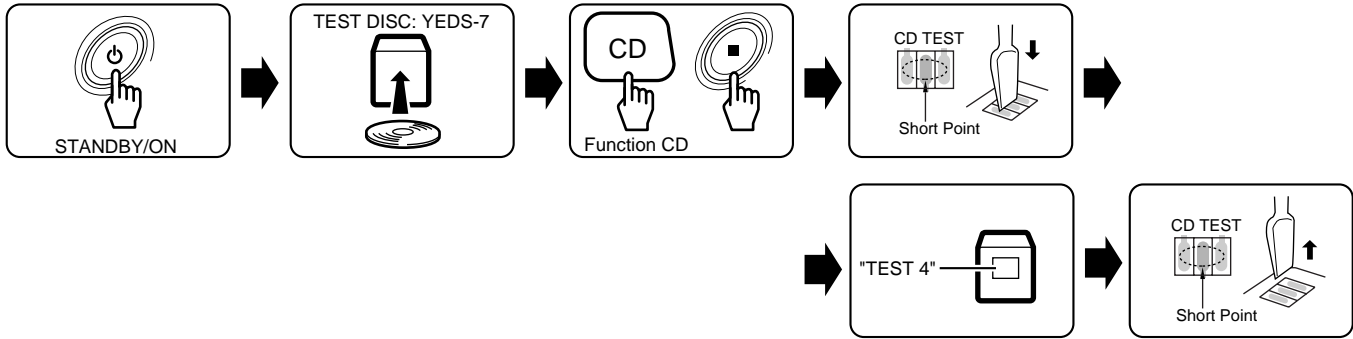 STANDBY/ON
TEST DISC: YEDS-7
CD
Function CD
CD TEST
Short Point
"TEST 4"
CD TEST
Short Point